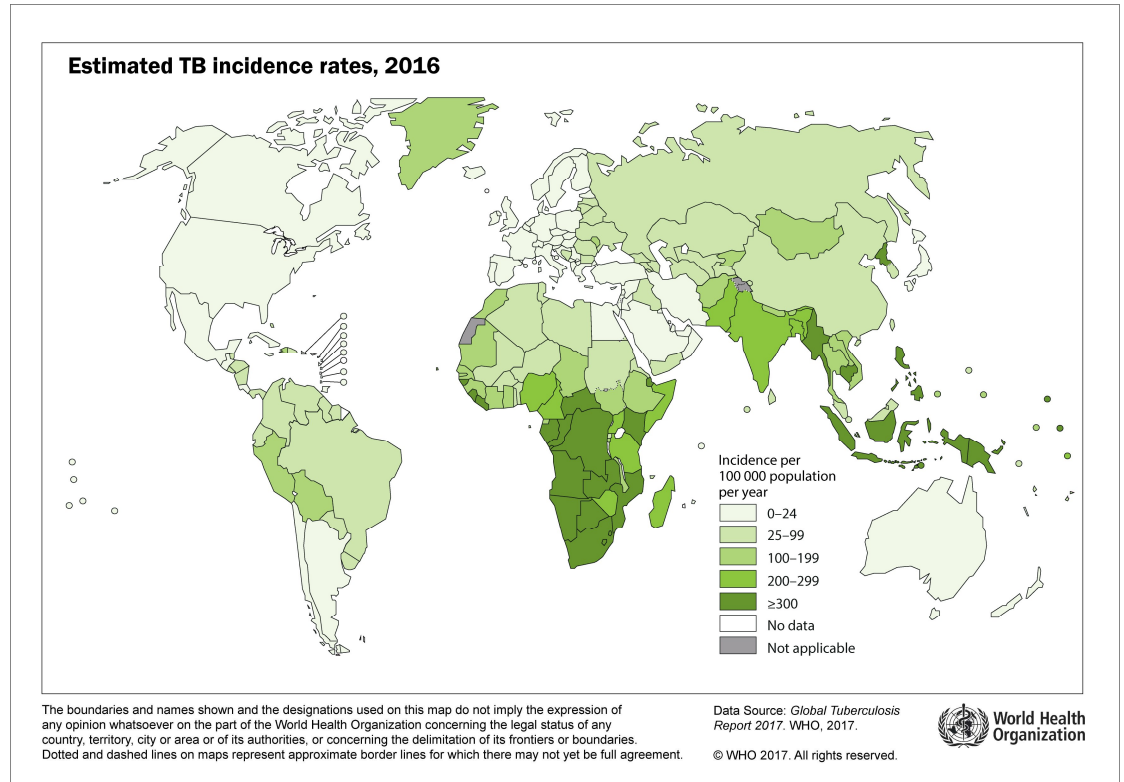 Estimated TB incidence rates, 2016
Incidence per
100 000 population
per year
0–24
25–99
100–199
200–299
≥300
No data
Not applicable
The boundaries and names shown and the designations used on this map do not imply the expression of
any opinion whatsoever on the part of the World Health Organization concerning the legal status of any
country, territory, city or area or of its authorities, or concerning the delimitation of its frontiers or boundaries.
Dotted and dashed lines on maps represent approximate border lines for which there may not yet be full agreement.
Data Source: Global Tuberculosis
Report 2017. WHO, 2017.
© WHO 2017. All rights reserved.
World Health
Organization